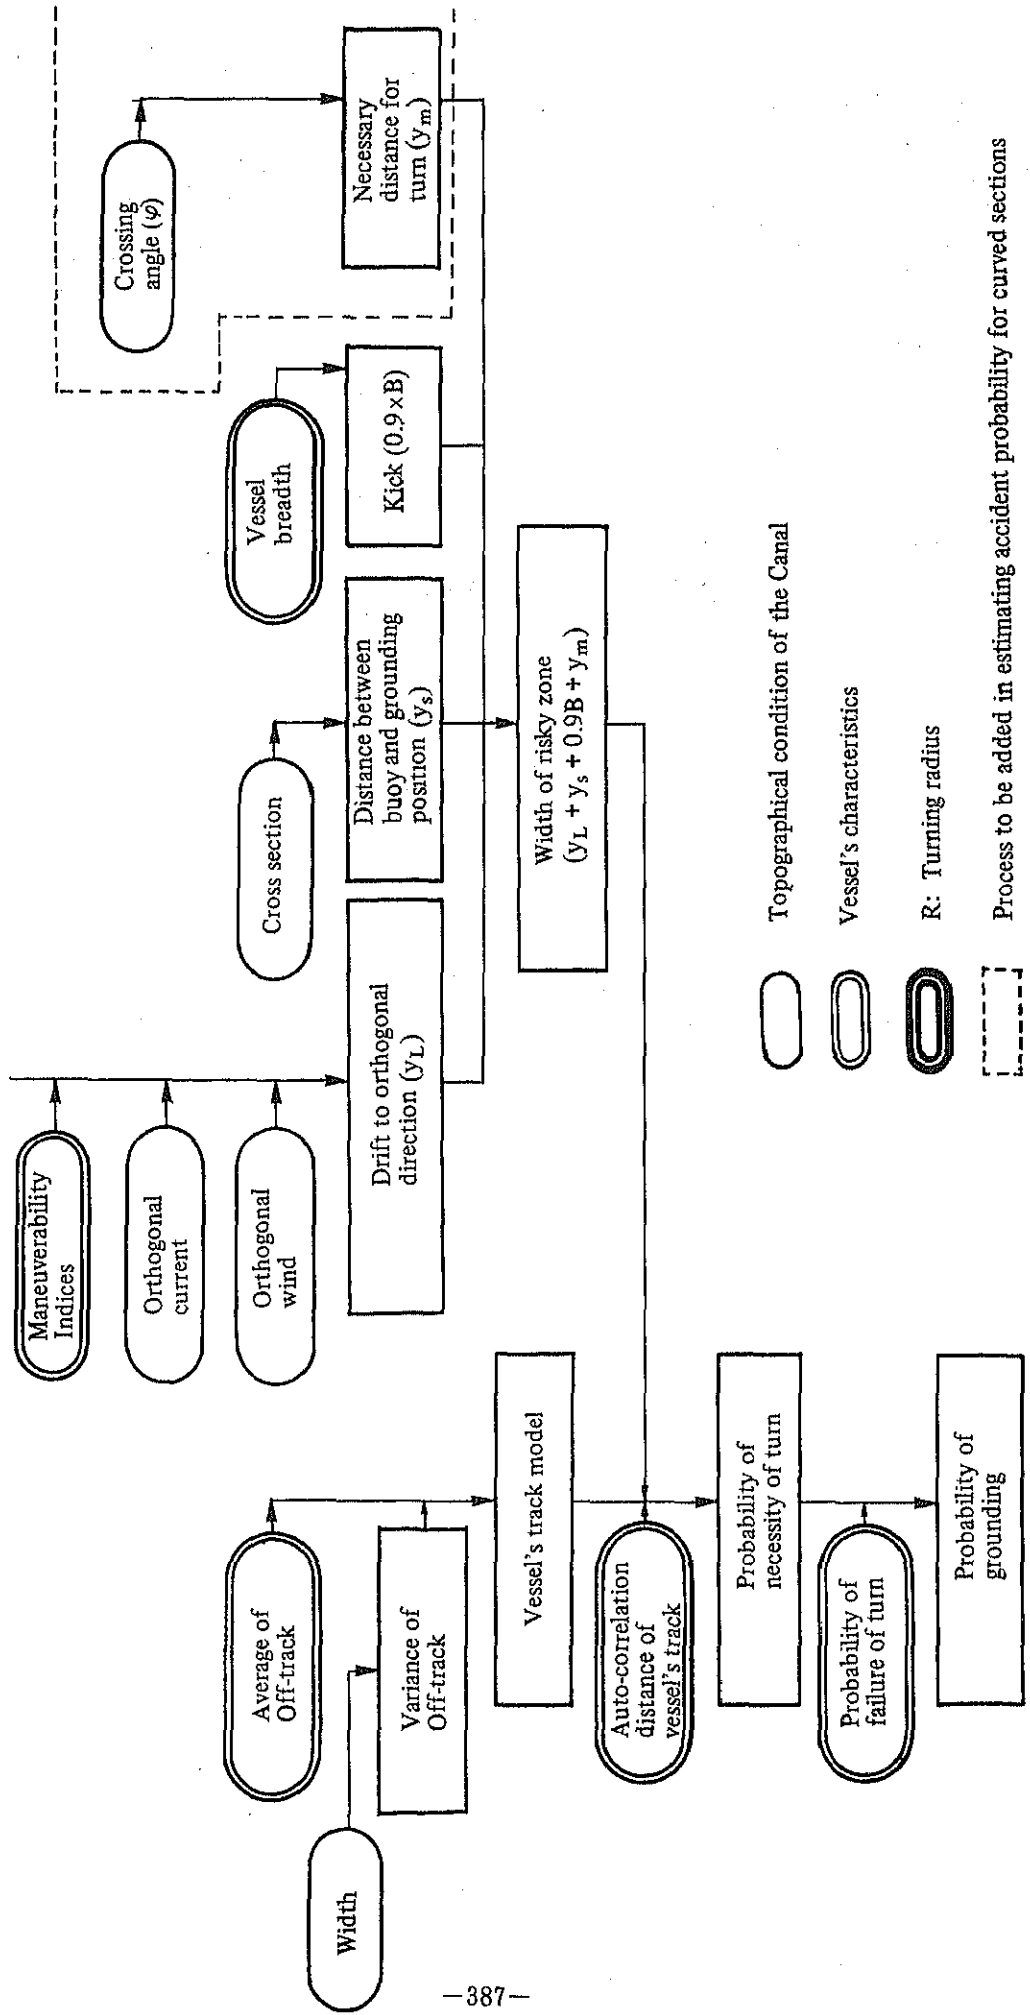 Maneuverability
Indices
Orthogonal
current
Orthogonal
wind
Drift to orthogonal
direction (yL)
Cross section
Distance between
buoy and grounding
position (ys)
Vessel
breadth
Kick (0.9×B)
Crossing
angle (φ)
Necessary
distance for
turn (ym)
Width of risky zone
(yL + ys + 0.9B + ym)
Width
Average of
Off-track
Variance of
Off-track
Vessel's track model
Auto-correlation
distance of
vessel's track
Probability of
necessity of turn
Probability of
failure of turn
Probability of
grounding
Topographical condition of the Canal
Vessel's characteristics
R: Turning radius
Process to be added in estimating accident probability for curved sections
—387—